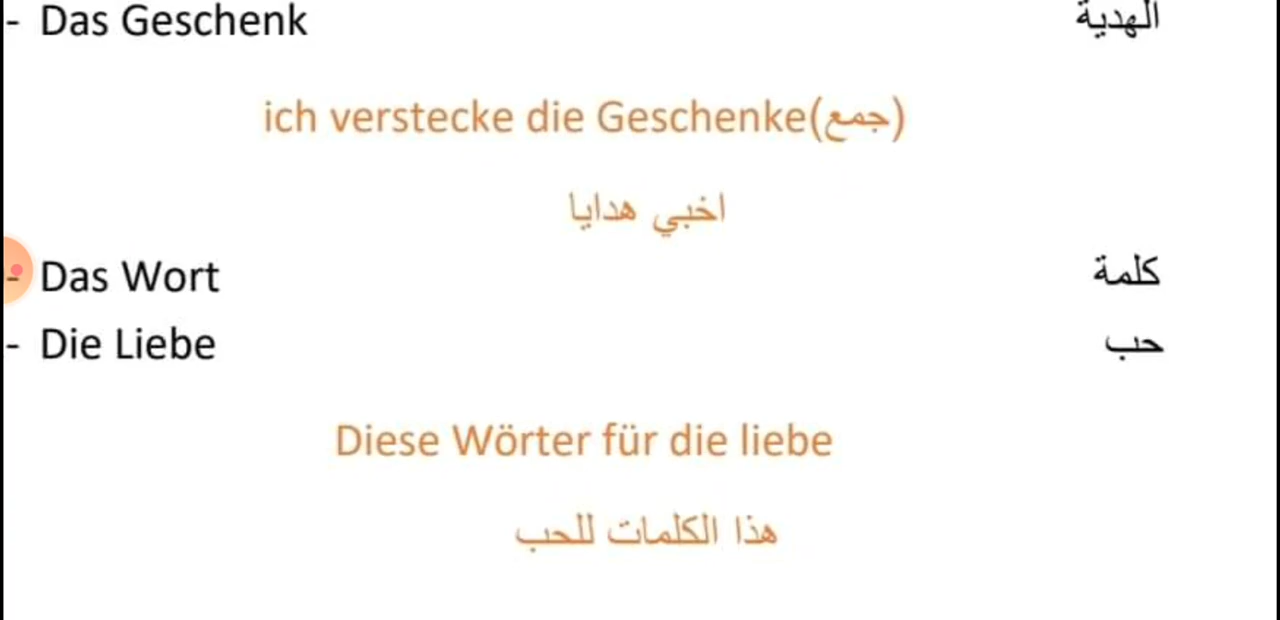 - Das Geschenk الهدية
ich verstecke die Geschenke(جمع)
اخبي هدايا
- Das Wort كلمة
- Die Liebe حب
Diese Wörter für die liebe
هذا الكلمات للحب